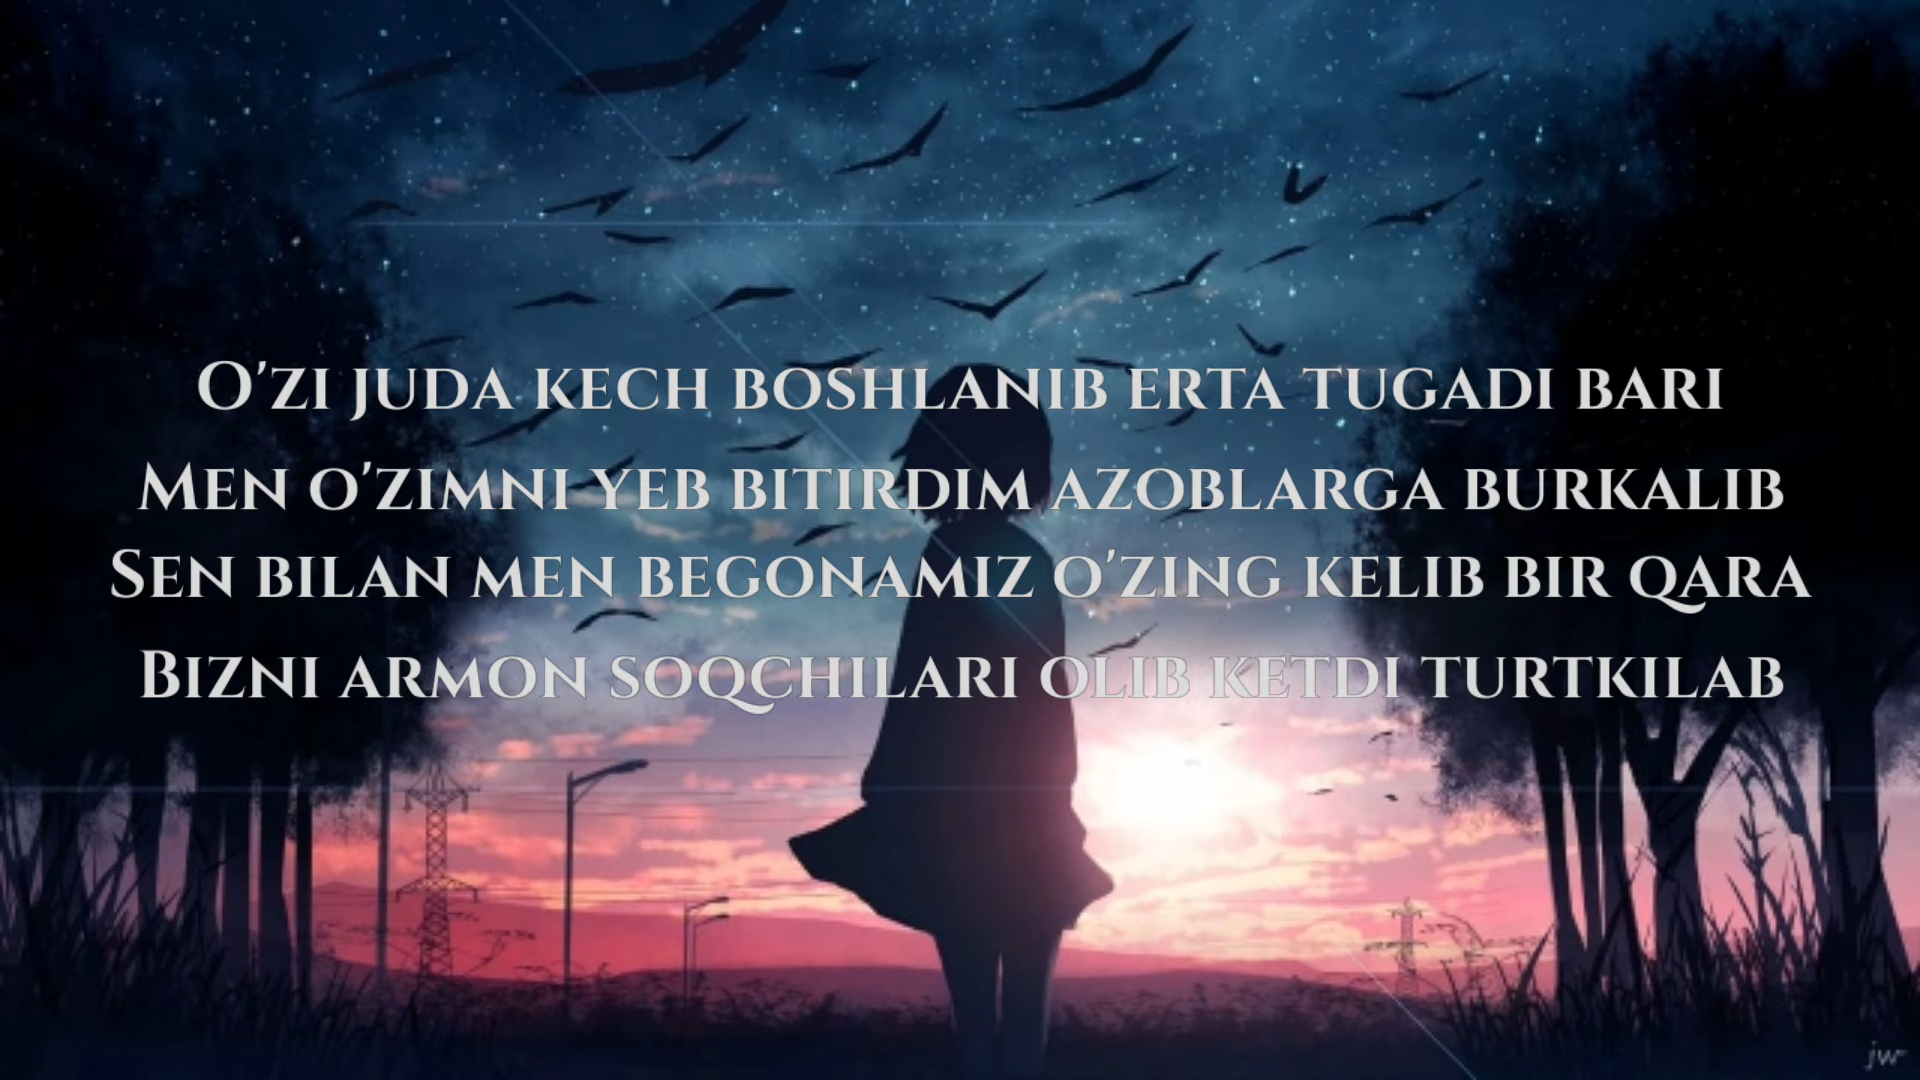 O'zi juda kech boshlanib erta tugadi bari
Men o'zimni yeb bitirdim azoblarga burkalib
Sen bilan men begonamiz o'zing kelib bir qara
Bizni armon soqchilari olib ketdi turtkilab
jw